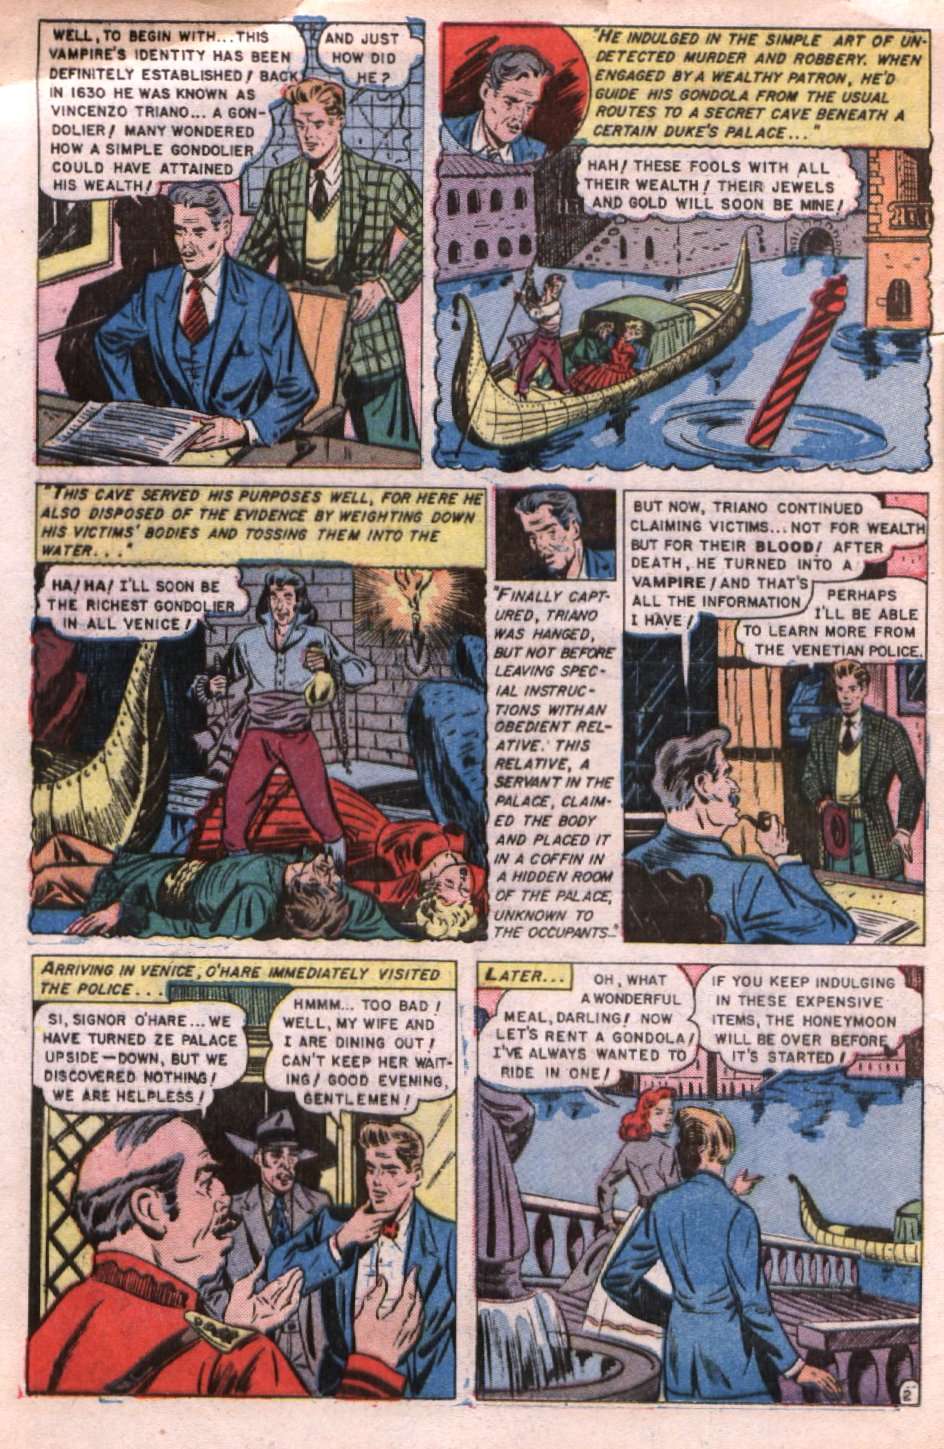 WELL, TO BEGIN WITH...THIS
VAMPIRE'S IDENTITY HAS BEEN
DEFINITELY ESTABLISHED! BACK
IN 1630 HE WAS KNOWN AS
VINCENZO TRIANO... A GON-
DOLIER! MANY WONDERED
HOW A SIMPLE GONDOLIER
COULD HAVE ATTAINED
HIS WEALTH!
AND JUST
HOW DID
HE?
"HE INDULGED IN THE SIMPLE ART OF UN-
DETECTED MURDER AND ROBBERY. WHEN
ENGAGED BY A WEALTHY PATRON, HE'D
GUIDE HIS GONDOLA FROM THE USUAL
ROUTES TO A SECRET CAVE BENEATH A
CERTAIN DUKE'S PALACE..."
HAH! THESE FOOLS WITH ALL
THEIR WEALTH! THEIR JEWELS
AND GOLD WILL SOON BE MINE!
"THIS CAVE SERVED HIS PURPOSES WELL, FOR HERE HE
ALSO DISPOSED OF THE EVIDENCE BY WEIGHTING DOWN
HIS VICTIMS' BODIES AND TOSSING THEM INTO THE
WATER..."
HA! HA! I'LL SOON BE
THE RICHEST GONDOLIER
IN ALL VENICE!
"FINALLY CAPT-
URED, TRIANO
WAS HANGED,
BUT NOT BEFORE
LEAVING SPEC-
IAL INSTRUC-
TIONS WITH AN
OBEDIENT REL-
ATIVE. THIS
RELATIVE, A
SERVANT IN THE
PALACE, CLAIM-
ED THE BODY
AND PLACED IT
IN A COFFIN IN
A HIDDEN ROOM
OF THE PALACE,
UNKNOWN TO
THE OCCUPANTS..."
BUT NOW, TRIANO CONTINUED
CLAIMING VICTIMS... NOT FOR WEALTH
BUT FOR THEIR BLOOD! AFTER
DEATH, HE TURNED INTO A
VAMPIRE! AND THAT'S
ALL THE INFORMATION
I HAVE!
PERHAPS
I'LL BE ABLE
TO LEARN MORE FROM
THE VENETIAN POLICE.
ARRIVING IN VENICE, O'HARE IMMEDIATELY VISITED
THE POLICE...
SI, SIGNOR O'HARE... WE
HAVE TURNED ZE PALACE
UPSIDE-DOWN, BUT WE
DISCOVERED NOTHING!
WE ARE HELPLESS!
HMMM... TOO BAD!
WELL, MY WIFE AND
I ARE DINING OUT!
CAN'T KEEP HER WAIT-
ING! GOOD EVENING,
GENTLEMEN!
LATER...
OH, WHAT
A WONDERFUL
MEAL, DARLING! NOW
LET'S RENT A GONDOLA!
I'VE ALWAYS WANTED TO
RIDE IN ONE!
IF YOU KEEP INDULGING
IN THESE EXPENSIVE
ITEMS, THE HONEYMOON
WILL BE OVER BEFORE
IT'S STARTED!
2